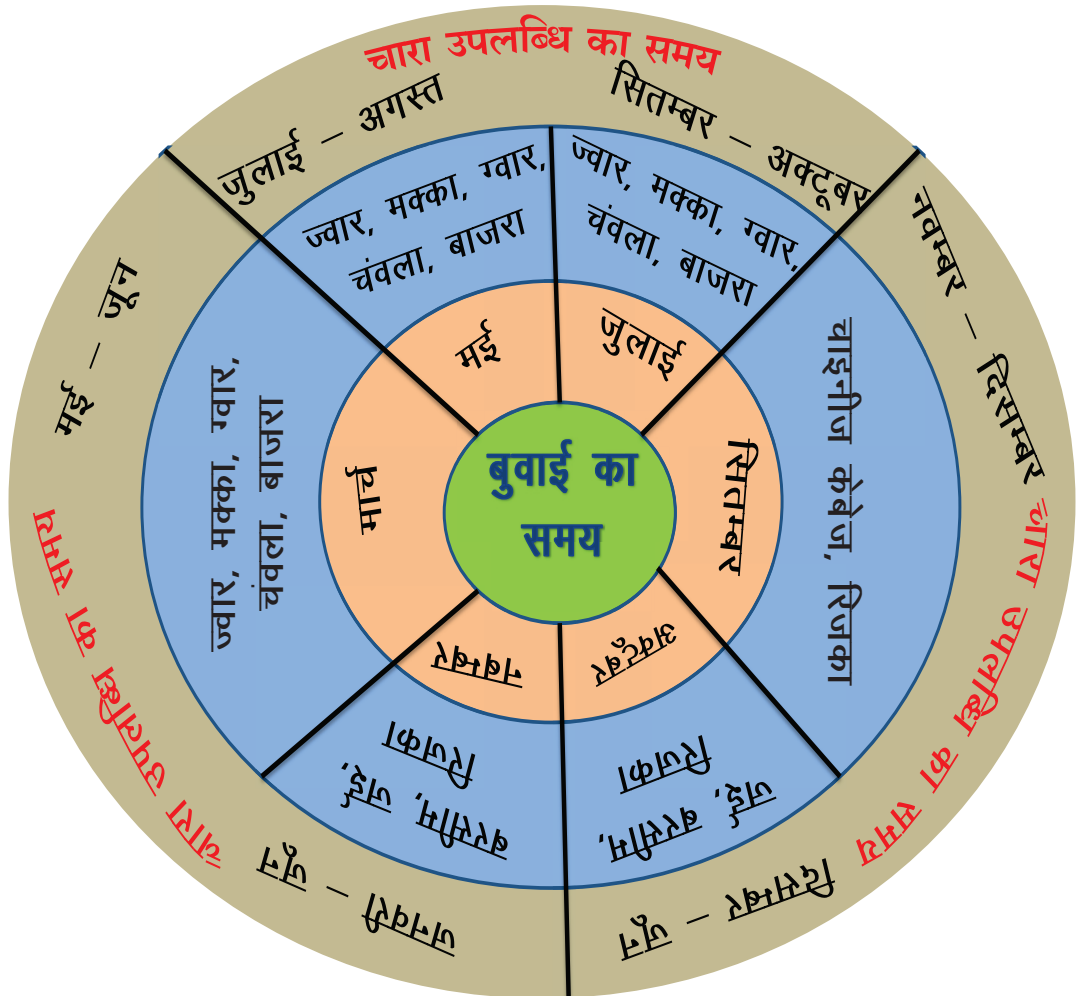 चारा उपलब्धि का समय
जुलाई – अगस्त
सितम्बर – अक्टूबर
नवम्बर – दिसम्बर
चारा उपलब्धि का समय
दिसम्बर – जून
जनवरी – जून
चारा उपलब्धि का समय
मई – जून
ज्वार, मक्का, ग्वार,
चंवला, बाजरा
ज्वार, मक्का, ग्वार,
चंवला, बाजरा
चाइनीज केबेज, रिजका
जई, बरसीम,
रिजका
बरसीम, जई,
रिजका
ज्वार, मक्का, ग्वार,
चंवला, बाजरा
मई
जुलाई
सितम्बर
अक्टूबर
नवम्बर
मार्च
बुवाई का
समय